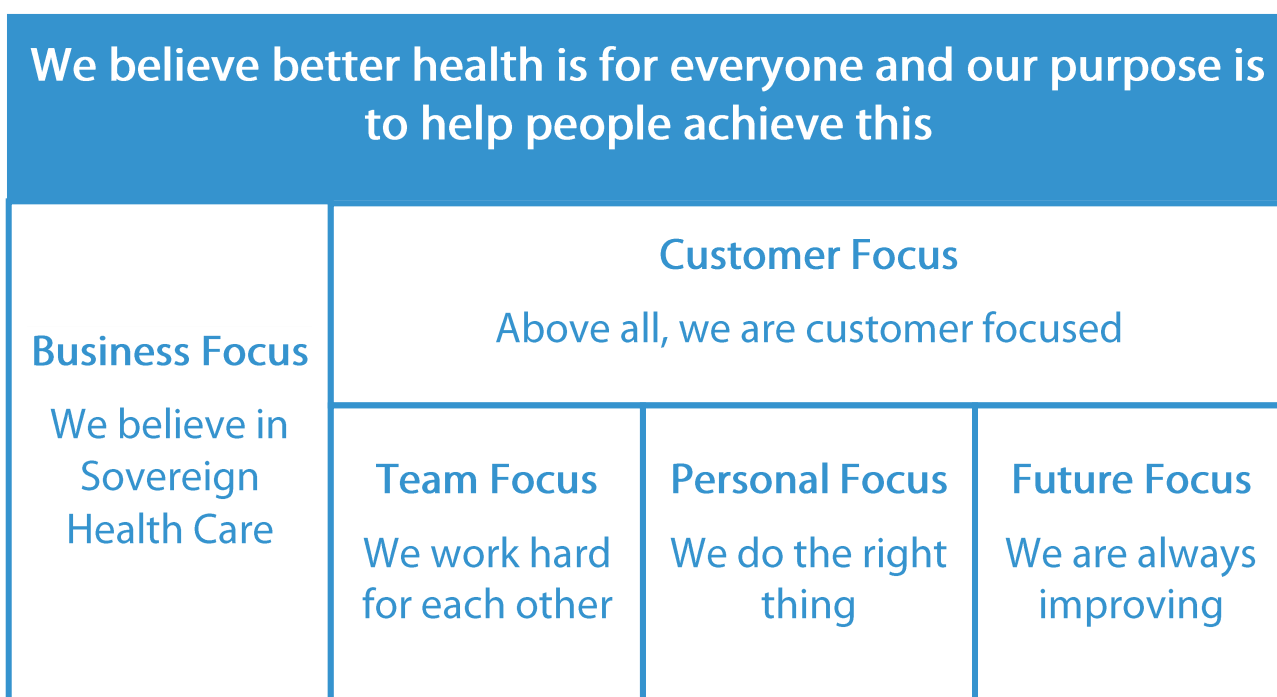 We believe better health is for everyone and our purpose is
to help people achieve this
Business Focus
We believe in
Sovereign
Health Care
Customer Focus
Above all, we are customer focused
Team Focus
We work hard
for each other
Personal Focus
We do the right
thing
Future Focus
We are always
improving